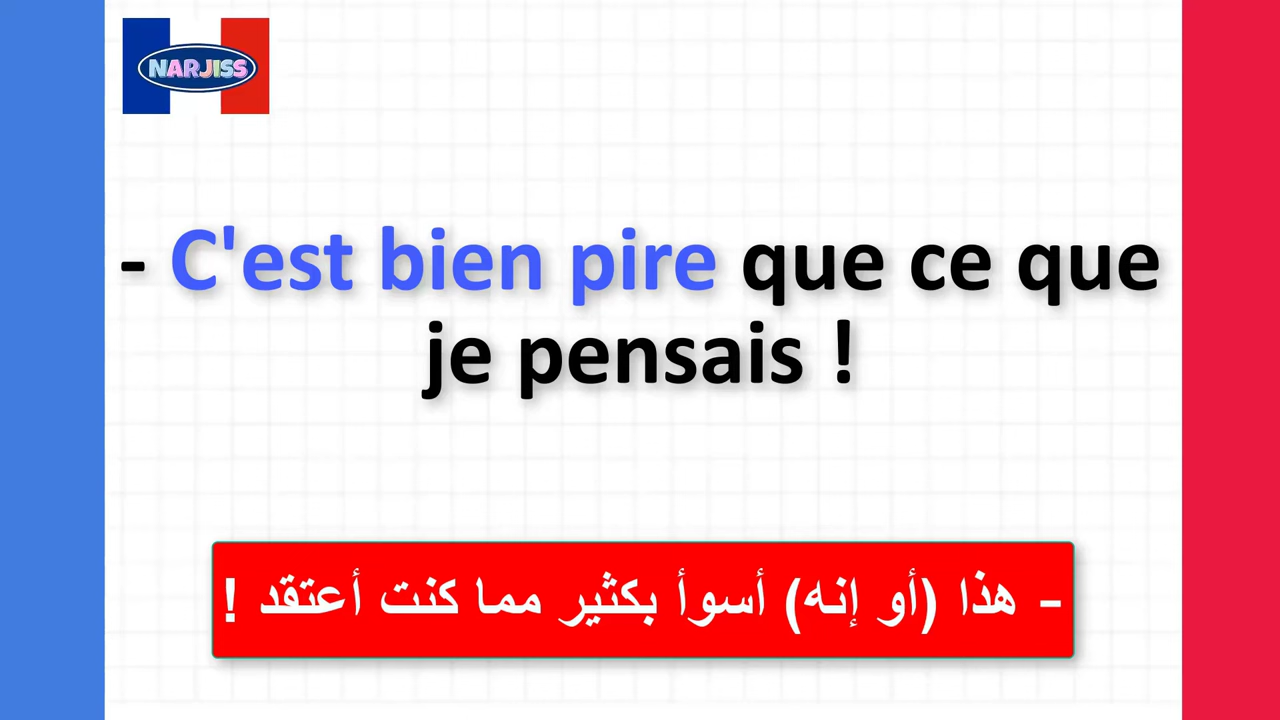 NARJISS
- C'est bien pire que ce que
je pensais !
- هذا (أو إنه) أسوأ بكثير مما كنت أعتقد !